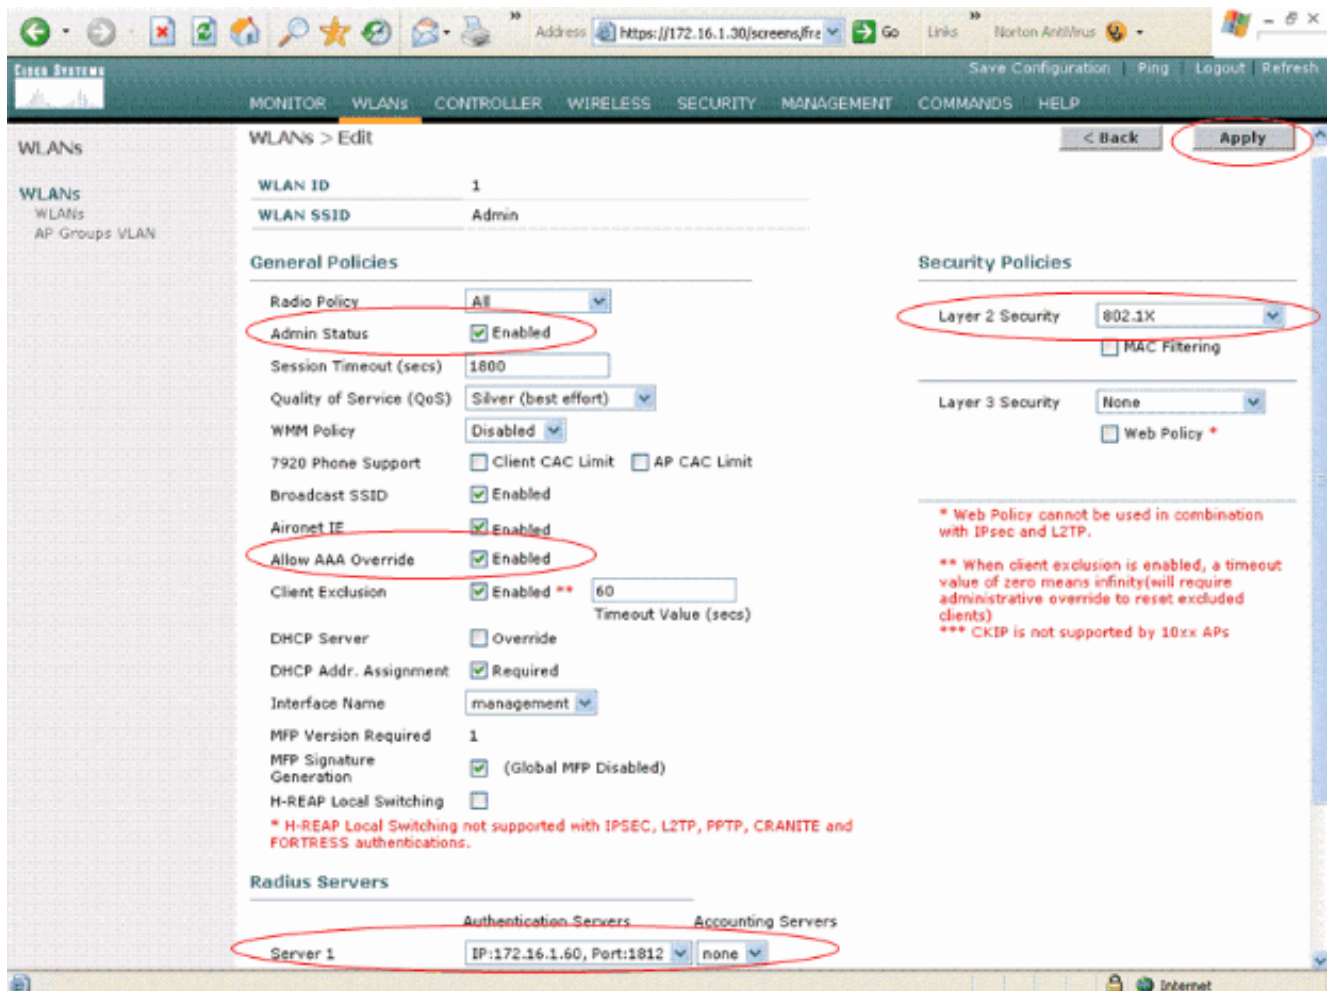 Address https://172.16.1.30/screens/fra Go Links Norton AntiVirus
CISCO SYSTEMS
Save Configuration Ping Logout Refresh
MONITOR WLANs CONTROLLER WIRELESS SECURITY MANAGEMENT COMMANDS HELP
WLANs
WLANs
WLANs
AP Groups VLAN
WLANs > Edit
< Back Apply
WLAN ID 1
WLAN SSID Admin
General Policies
Radio Policy All
Admin Status Enabled
Session Timeout (secs) 1800
Quality of Service (QoS) Silver (best effort)
WMM Policy Disabled
7920 Phone Support Client CAC Limit AP CAC Limit
Broadcast SSID Enabled
Aironet IE Enabled
Allow AAA Override Enabled
Client Exclusion Enabled ** 60
Timeout Value (secs)
DHCP Server Override
DHCP Addr. Assignment Required
Interface Name management
MFP Version Required 1
MFP Signature
Generation (Global MFP Disabled)
H-REAP Local Switching
* H-REAP Local Switching not supported with IPSEC, L2TP, PPTP, CRANITE and
FORTRESS authentications.
Security Policies
Layer 2 Security 802.1X
MAC Filtering
Layer 3 Security None
Web Policy *
* Web Policy cannot be used in combination
with IPsec and L2TP.
** When client exclusion is enabled, a timeout
value of zero means infinity(will require
administrative override to reset excluded
clients)
*** CKIP is not supported by 10xx APs
Radius Servers
Authentication Servers Accounting Servers
Server 1 IP:172.16.1.60, Port:1812 none
Internet